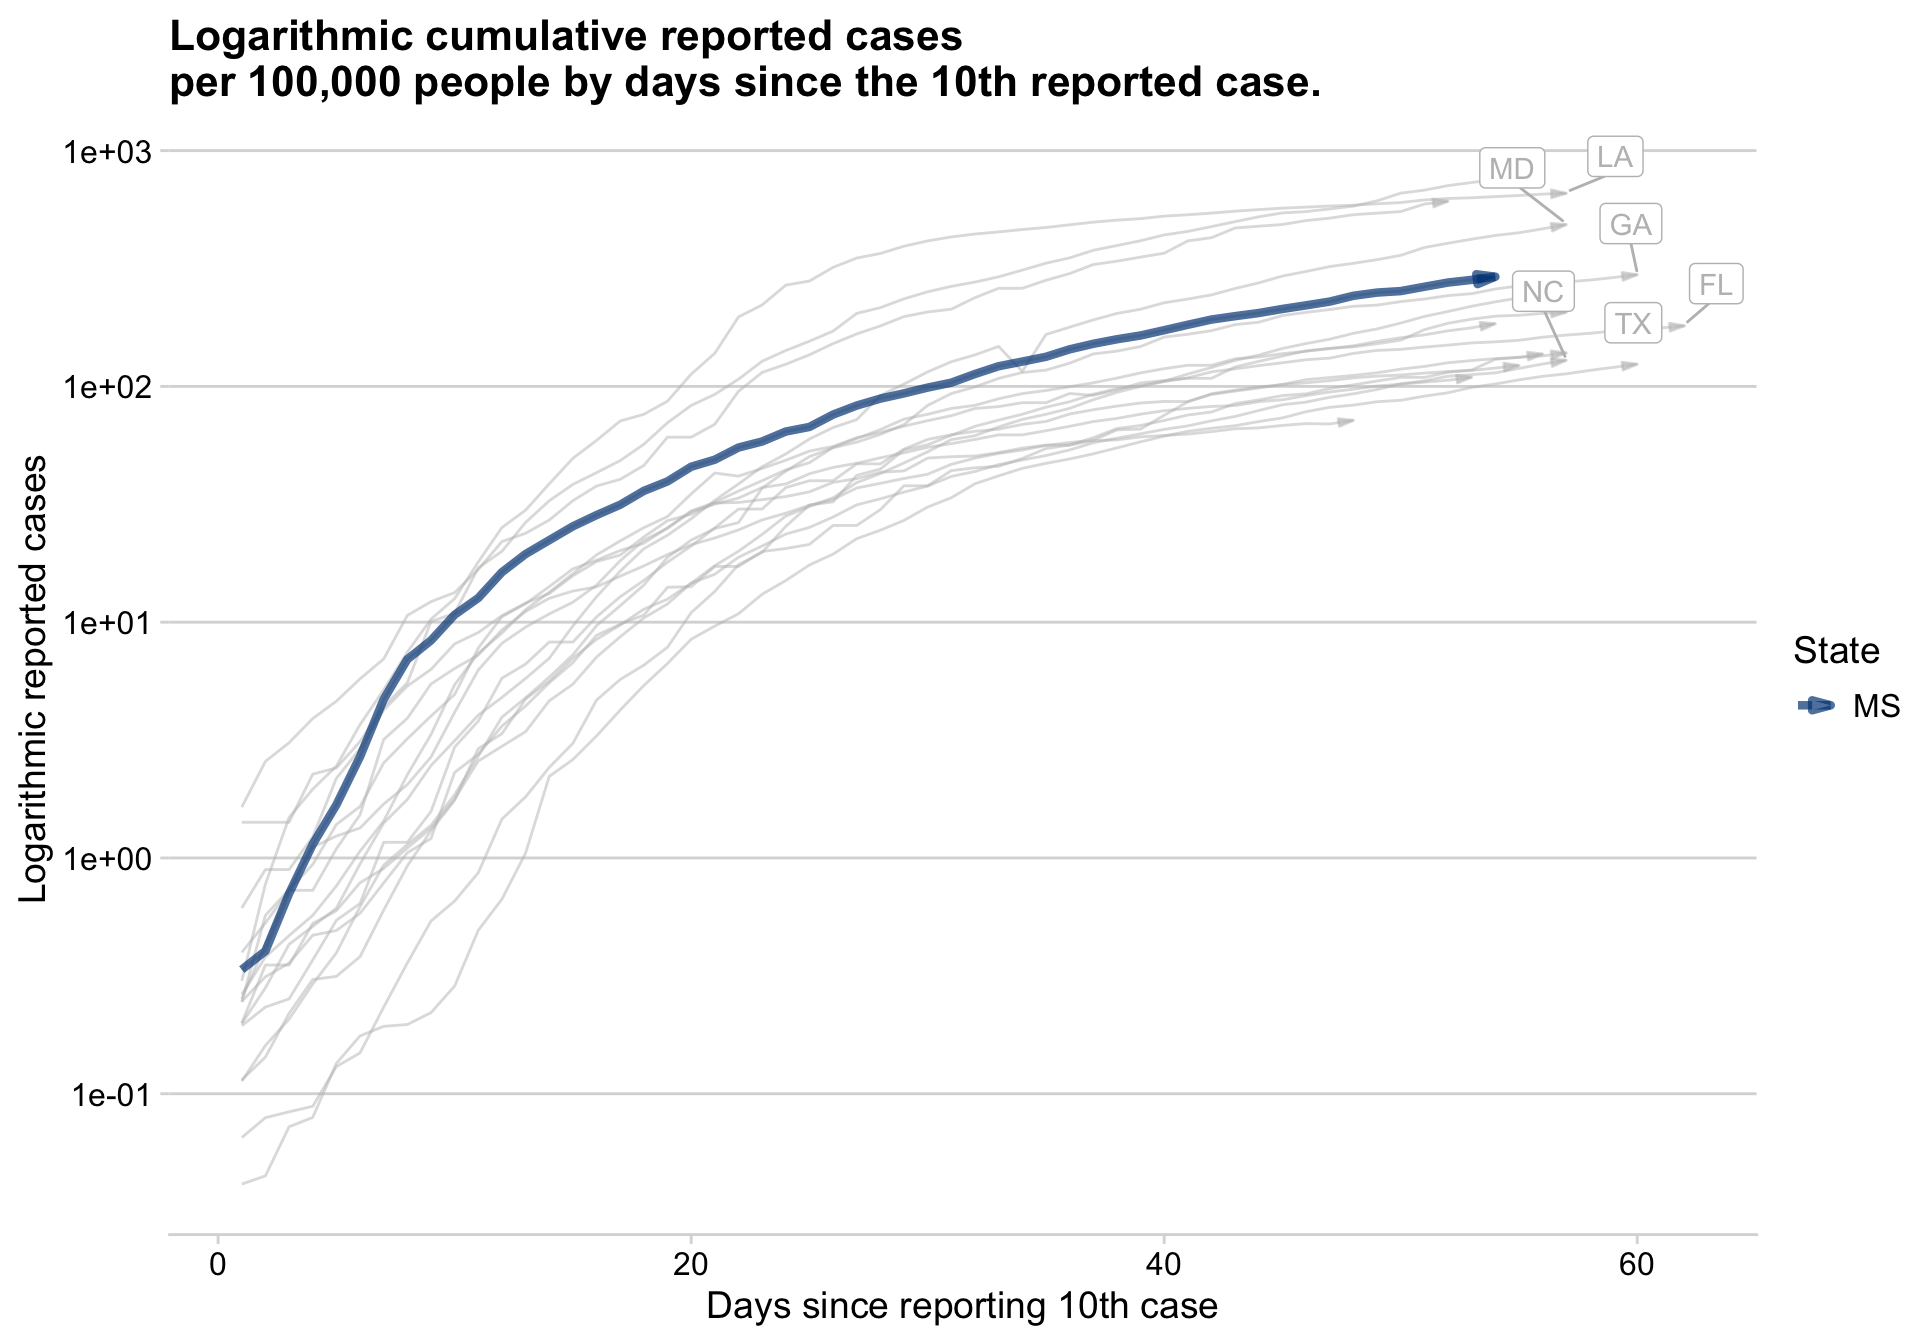 Logarithmic cumulative reported cases
per 100,000 people by days since the 10th reported case.
1e+03
1e+02
1e+01
1e+00
1e-01
Logarithmic reported cases
MD
LA
GA
NC
FL
TX
State
MS
0
20
40
60
Days since reporting 10th case